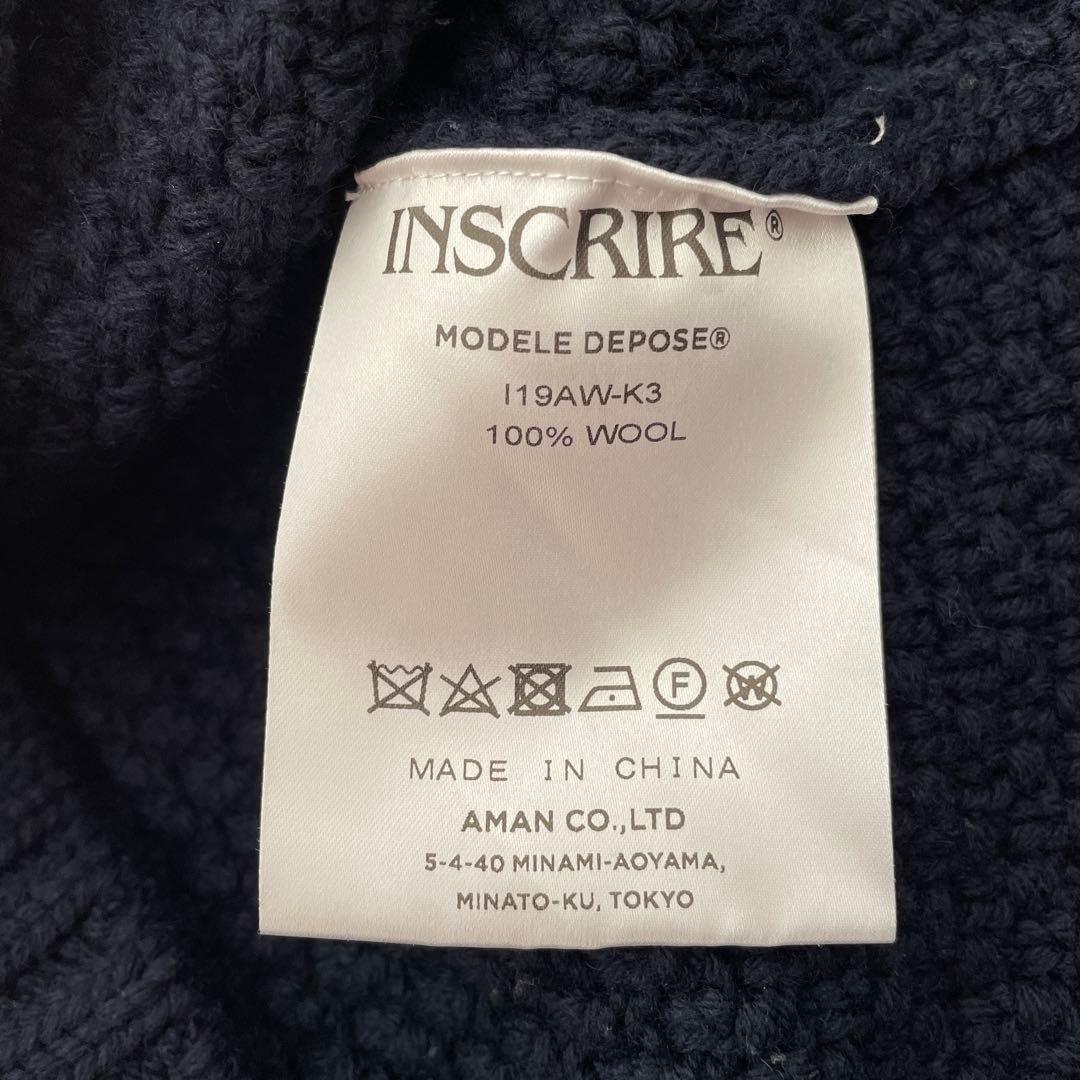 INSCRIRE®
MODELE DEPOSE®
I19AW-K3
100% WOOL
F W
MADE IN CHINA
AMAN CO.,LTD
5-4-40 MINAMI-AOYAMA,
MINATO-KU, TOKYO